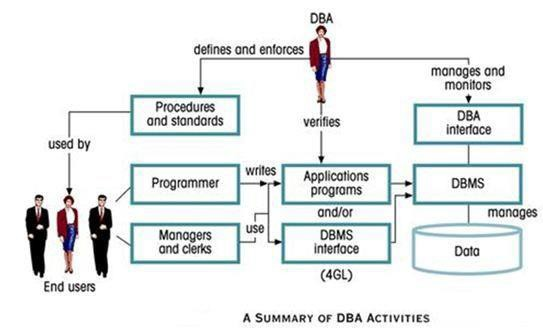 DBA
defines and enforces
manages and
monitors
Procedures
and standards
DBA
interface
verifies
used by
Programmer
writes
Applications
programs
DBMS
and/or
manages
Managers
and clerks
use
DBMS
interface
Data
(4GL)
End users
A SUMMARY OF DBA ACTIVITIES